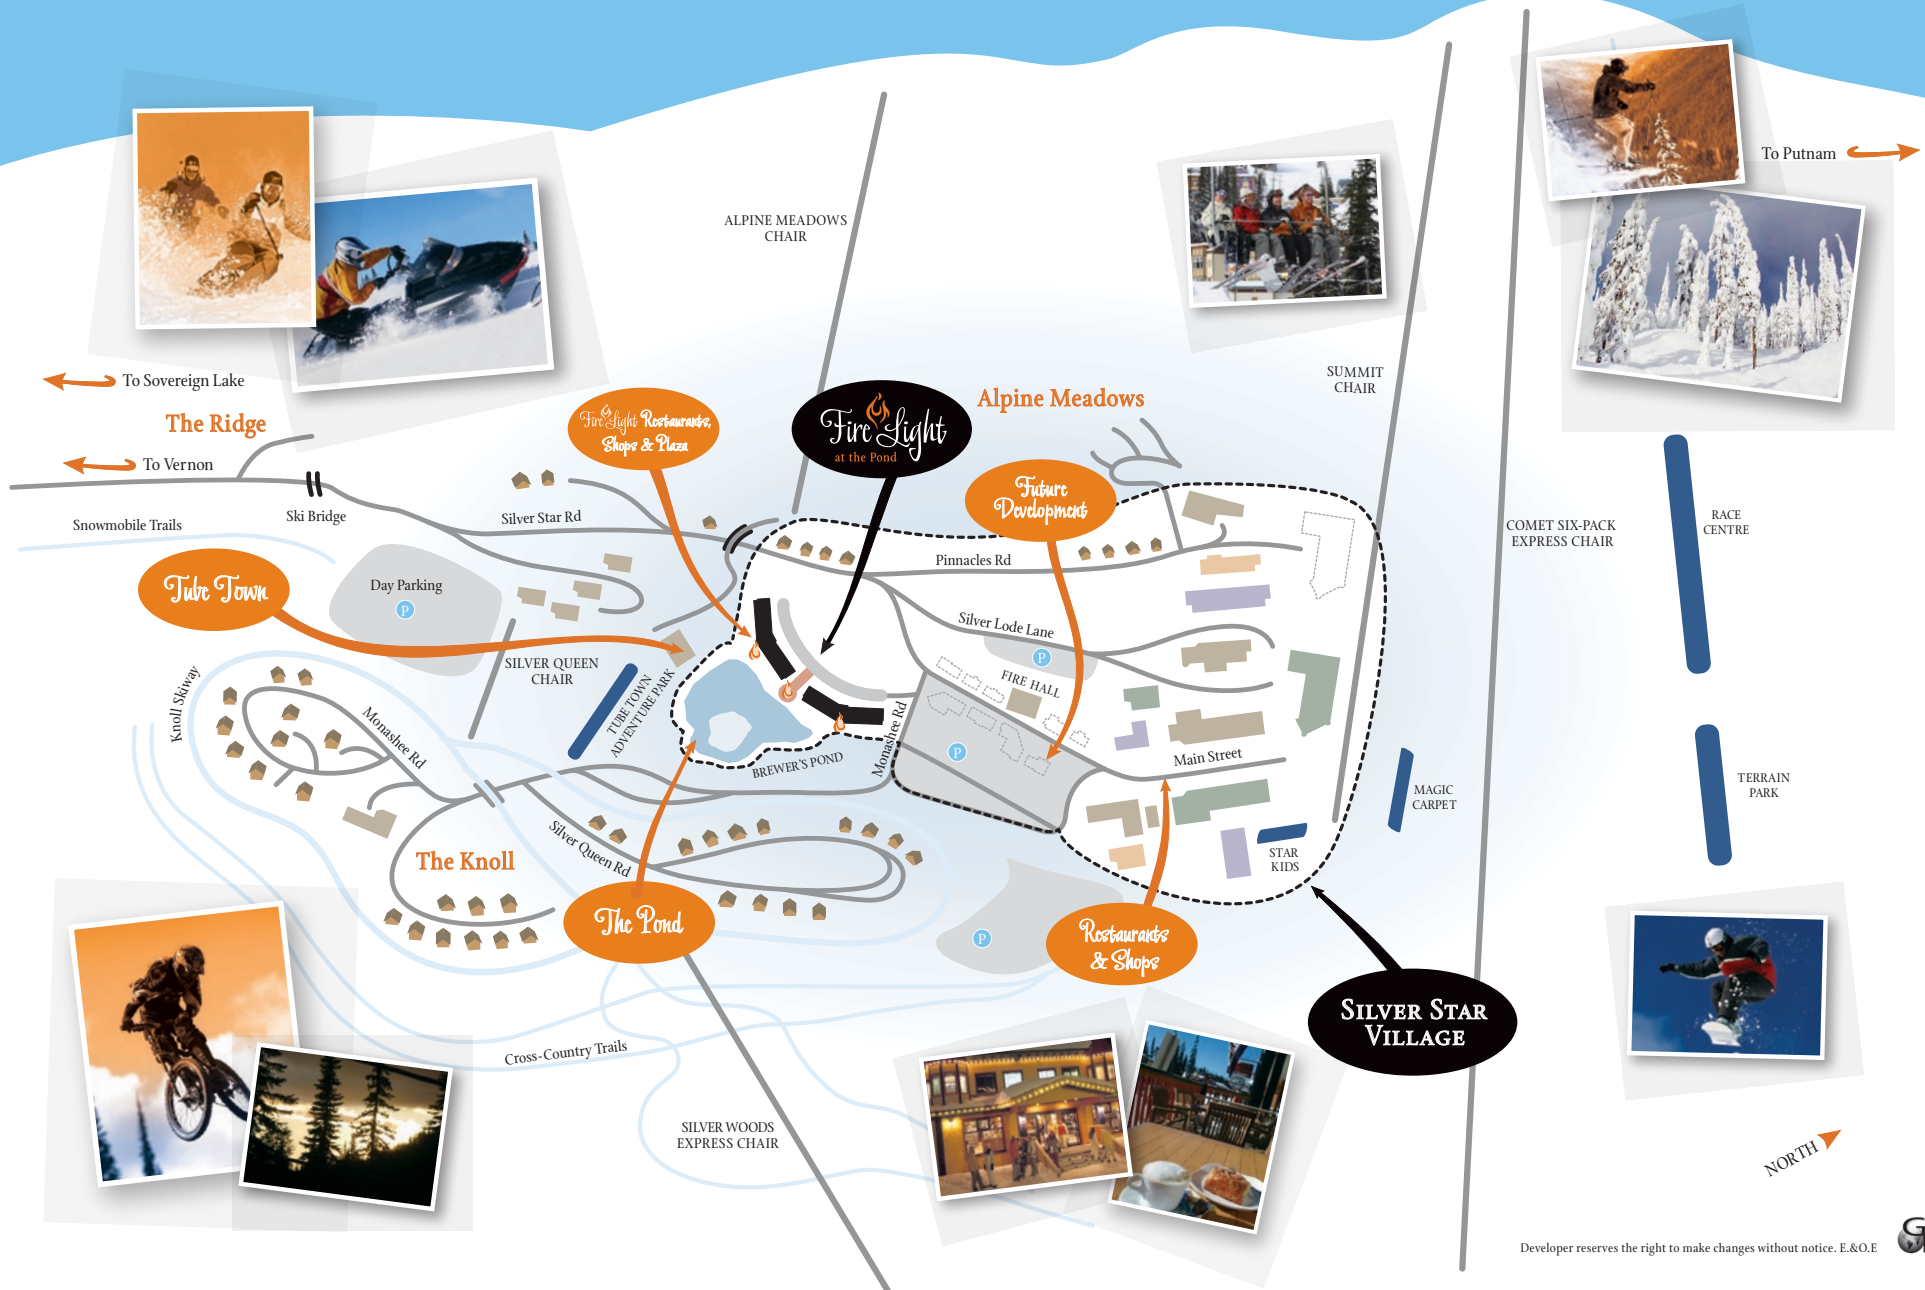 To Putnam
ALPINE MEADOWS
CHAIR
SUMMIT
CHAIR
To Sovereign Lake
The Ridge
To Vernon
Ski Bridge
Snowmobile Trails
Silver Star Rd
Fire Light Restaurants,
Shops & Plaza
Fire Light
at the Pond
Alpine Meadows
Future
Development
COMET SIX-PACK
EXPRESS CHAIR
RACE
CENTRE
Pinnacles Rd
Tube Town
Day Parking
P
Silver Lode Lane
P
FIRE HALL
SILVER QUEEN
CHAIR
TUBE TOWN
ADVENTURE PARK
Knoll Skiway
Monashee Rd
Monashee Rd
BREWER'S POND
P
Main Street
MAGIC
CARPET
TERRAIN
PARK
STAR
KIDS
Silver Queen Rd
The Knoll
The Pond
P
Restaurants
& Shops
SILVER STAR
VILLAGE
Cross-Country Trails
SILVER WOODS
EXPRESS CHAIR
NORTH
Developer reserves the right to make changes without notice. E.&O.E